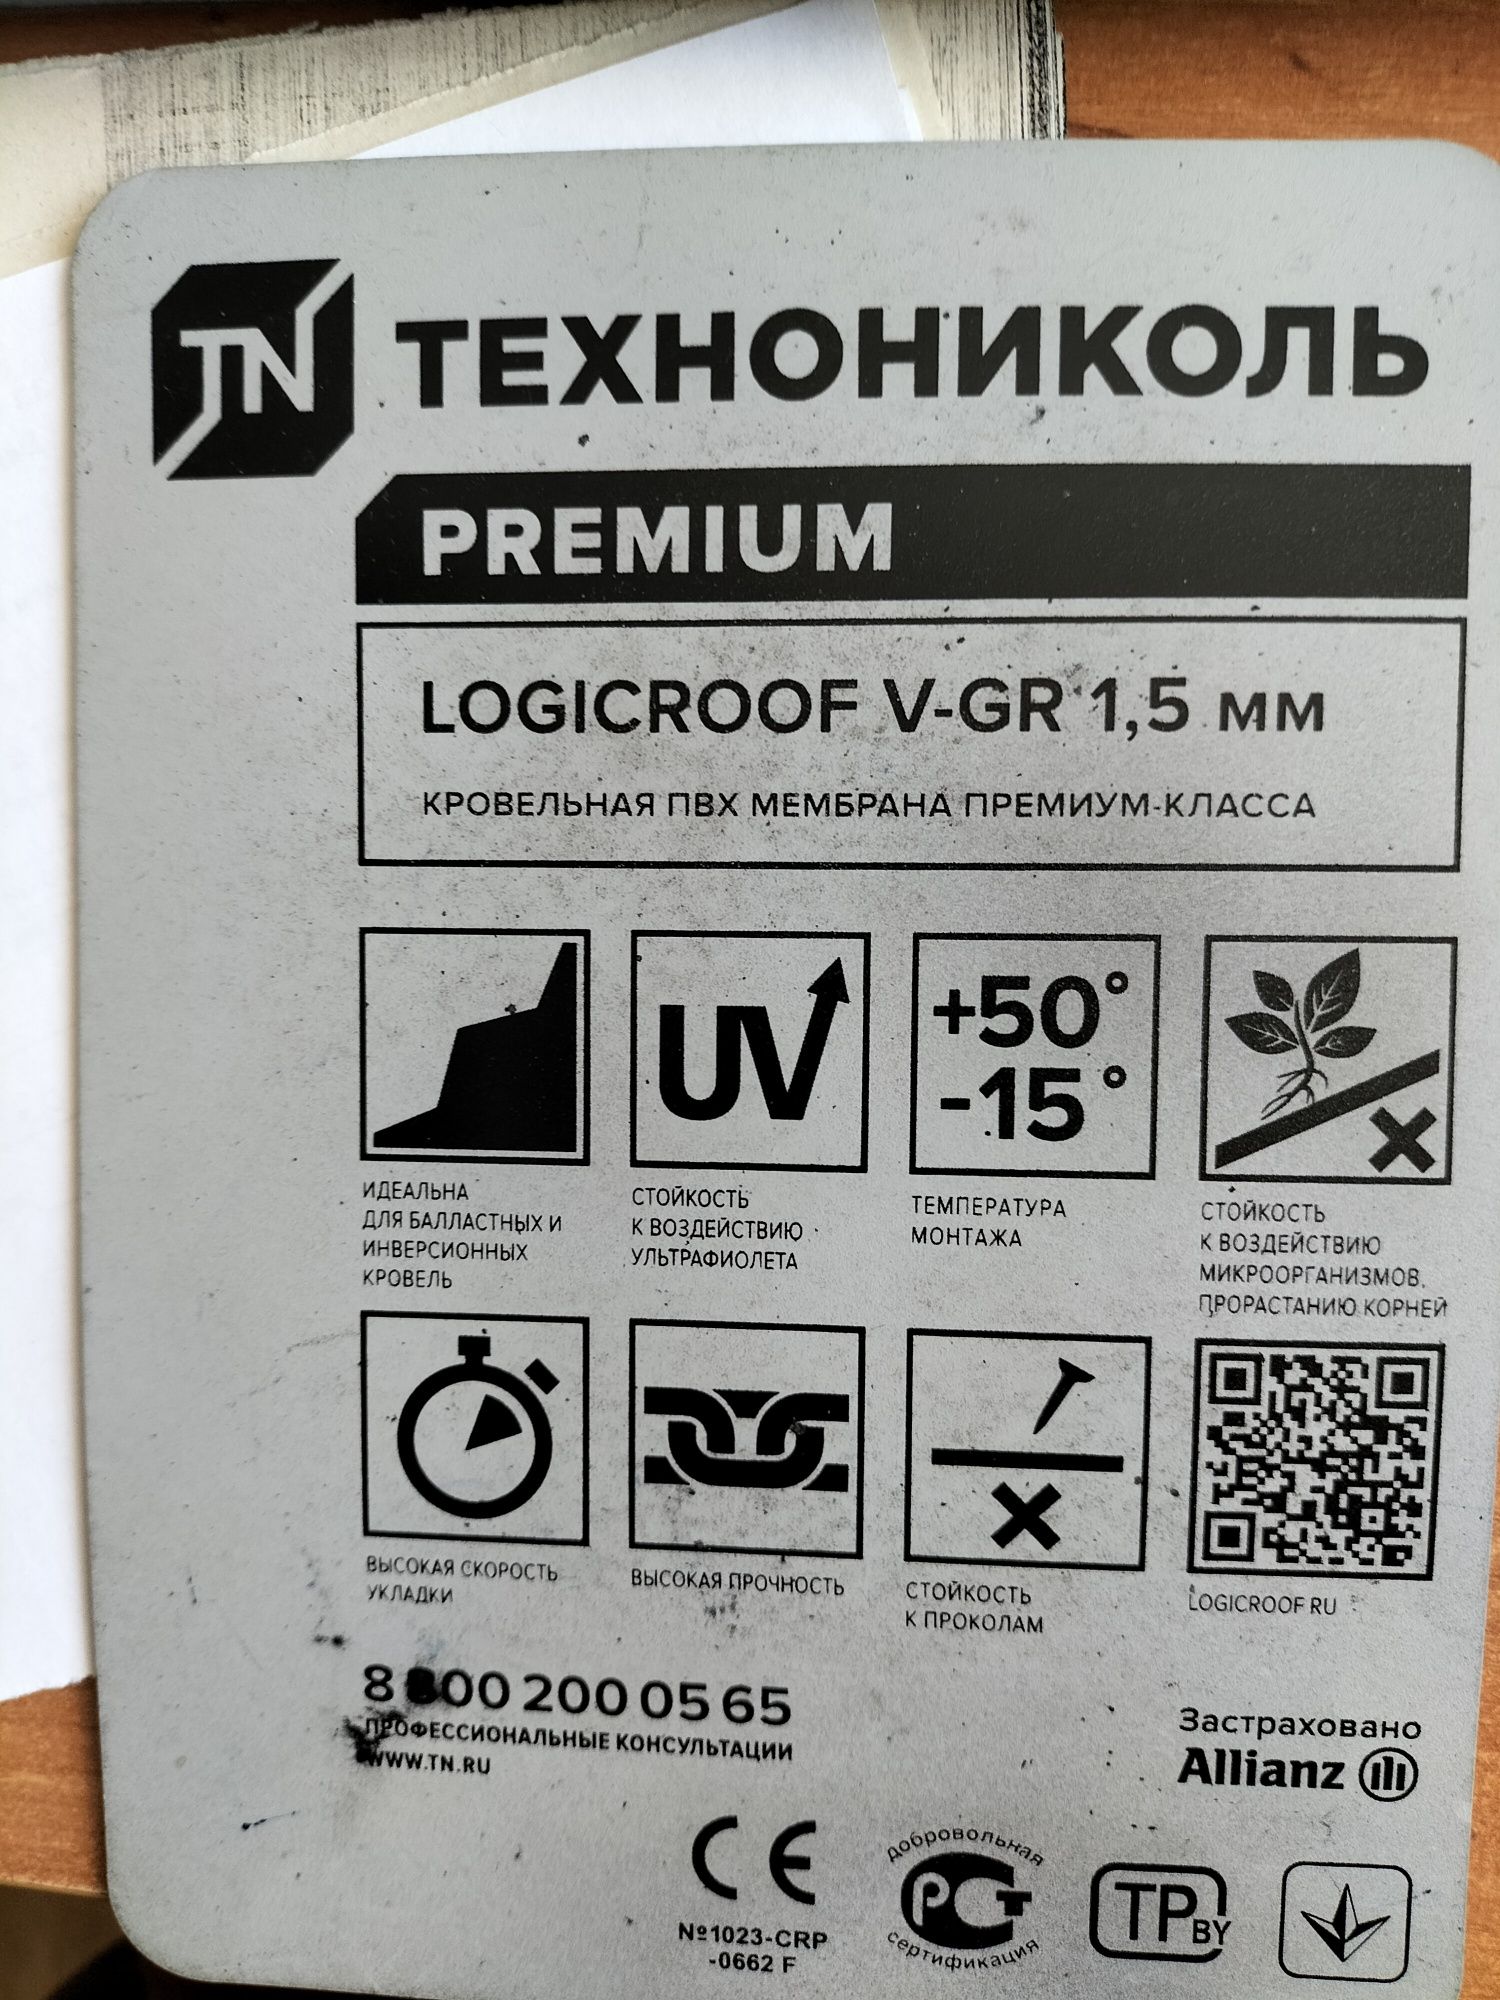 TN ТЕХНОНИКОЛЬ
PREMIUM
LOGICROOF V-GR 1,5 мм
КРОВЕЛЬНАЯ ПВХ МЕМБРАНА ПРЕМИУМ-КЛАССА
ИДЕАЛЬНА
ДЛЯ БАЛЛАСТНЫХ И
ИНВЕРСИОННЫХ
КРОВЕЛЬ
UV
СТОЙКОСТЬ
К ВОЗДЕЙСТВИЮ
УЛЬТРАФИОЛЕТА
+50°
-15°
ТЕМПЕРАТУРА
МОНТАЖА
СТОЙКОСТЬ
К ВОЗДЕЙСТВИЮ
МИКРООРГАНИЗМОВ,
ПРОРАСТАНИЮ КОРНЕЙ
ВЫСОКАЯ СКОРОСТЬ
УКЛАДКИ
ВЫСОКАЯ ПРОЧНОСТЬ
СТОЙКОСТЬ
К ПРОКОЛАМ
LOGICROOF.RU
8 800 200 05 65
ПРОФЕССИОНАЛЬНЫЕ КОНСУЛЬТАЦИИ
WWW.TN.RU
Застраховано
Allianz
CE
№1023-CRP
-0662 F
добровольная
РСТ
сертификация
TP BY